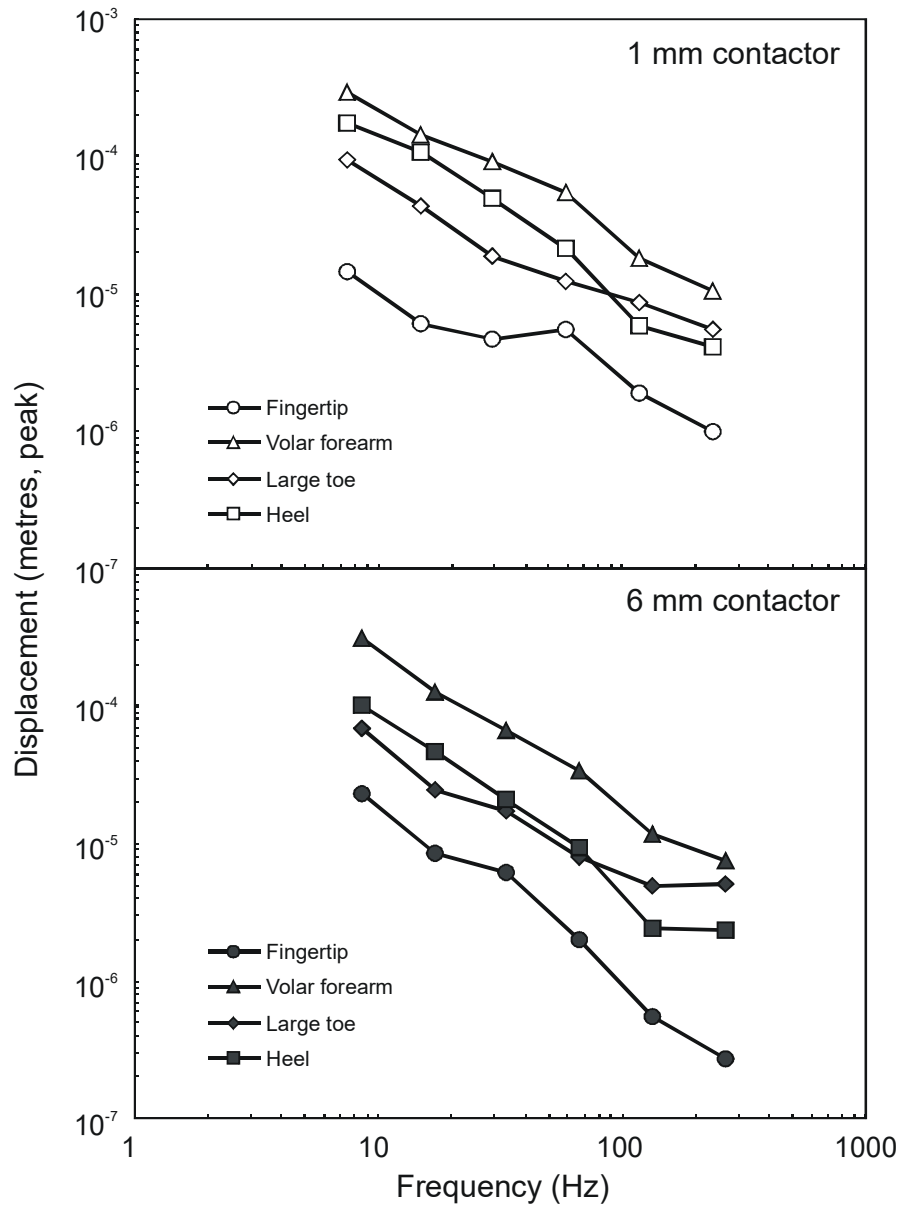 10⁻³
1 mm contactor
10⁻⁴
10⁻⁵
10⁻⁶
Fingertip
Volar forearm
Large toe
Heel
10⁻⁷
Displacement (metres, peak)
6 mm contactor
10⁻⁴
10⁻⁵
10⁻⁶
Fingertip
Volar forearm
Large toe
Heel
10⁻⁷
1 10 100 1000
Frequency (Hz)